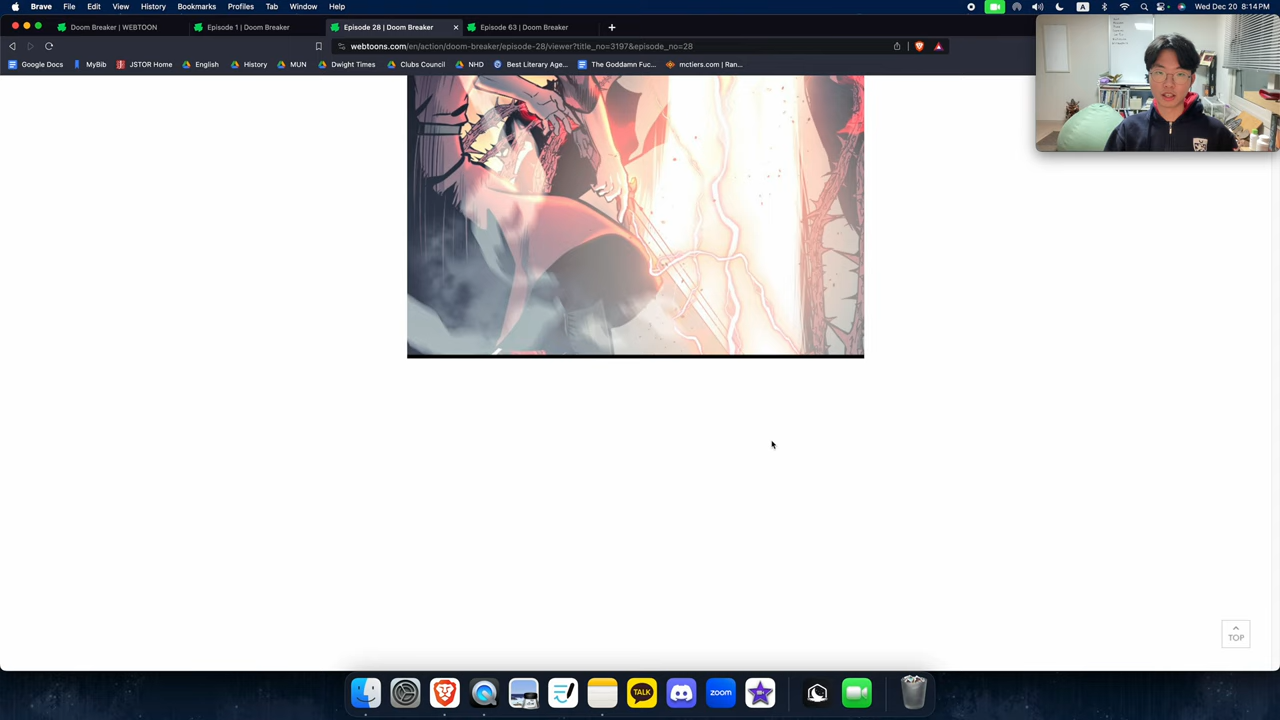 Brave File Edit View History Bookmarks Profiles Tab Window Help A Wed Dec 20 8:14 PM
Doom Breaker | WEBTOON Episode 1 | Doom Breaker Episode 28 | Doom Breaker Episode 63 | Doom Breaker
webtoons.com/en/action/doom-breaker/episode-28/viewer?title_no=3197&episode_no=28
Google Docs MyBib JSTOR Home English History MUN Dwight Times Clubs Council NHD Best Literary Age... The Goddamn Fuc... mctiers.com | Ran...
TOP
TALK zoom